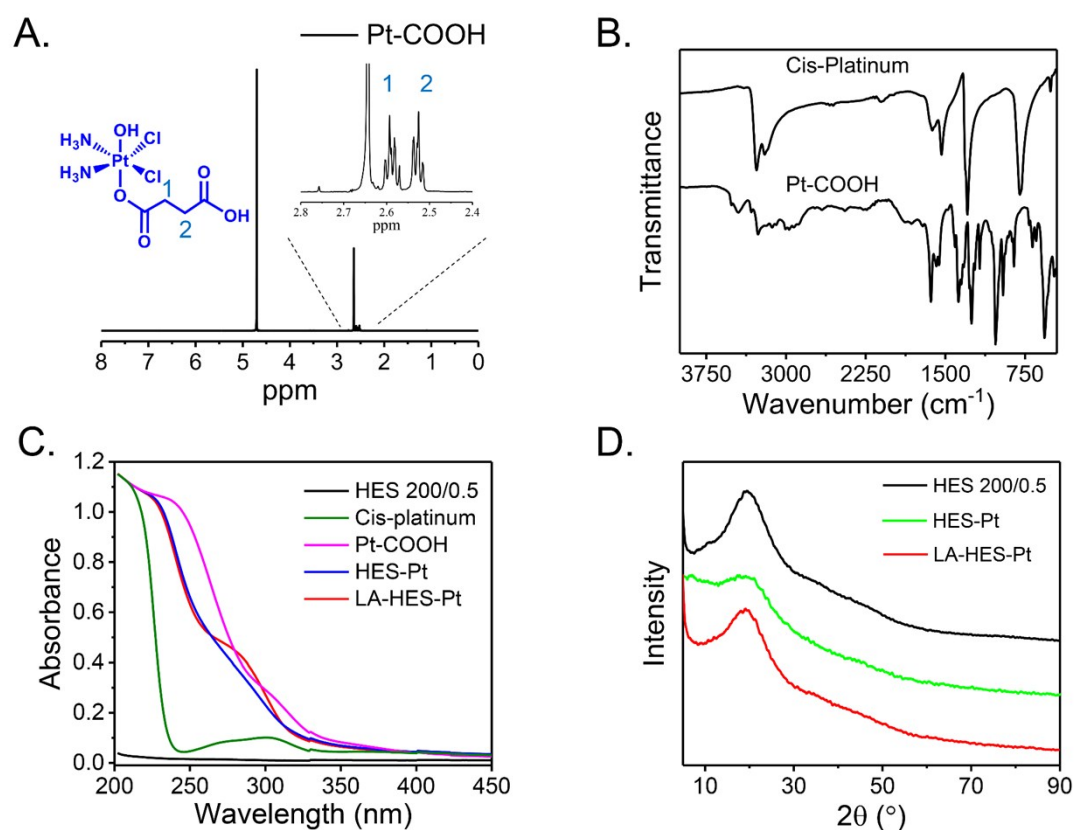 A.
Pt-COOH
OH
H₃N
Cl
Pt
H₃N
Cl
O
1
O
O
2
OH
1
2
2.8 2.7 2.6 2.5 2.4
ppm
8 7 6 5 4 3 2 1 0
ppm
B.
Cis-Platinum
Pt-COOH
Transmittance
3750 3000 2250 1500 750
Wavenumber (cm⁻¹)
C.
1.2
1.0
0.8
0.6
0.4
0.2
0.0
Absorbance
HES 200/0.5
Cis-platinum
Pt-COOH
HES-Pt
LA-HES-Pt
200 250 300 350 400 450
Wavelength (nm)
D.
HES 200/0.5
HES-Pt
LA-HES-Pt
Intensity
10 30 50 70 90
2θ (°)